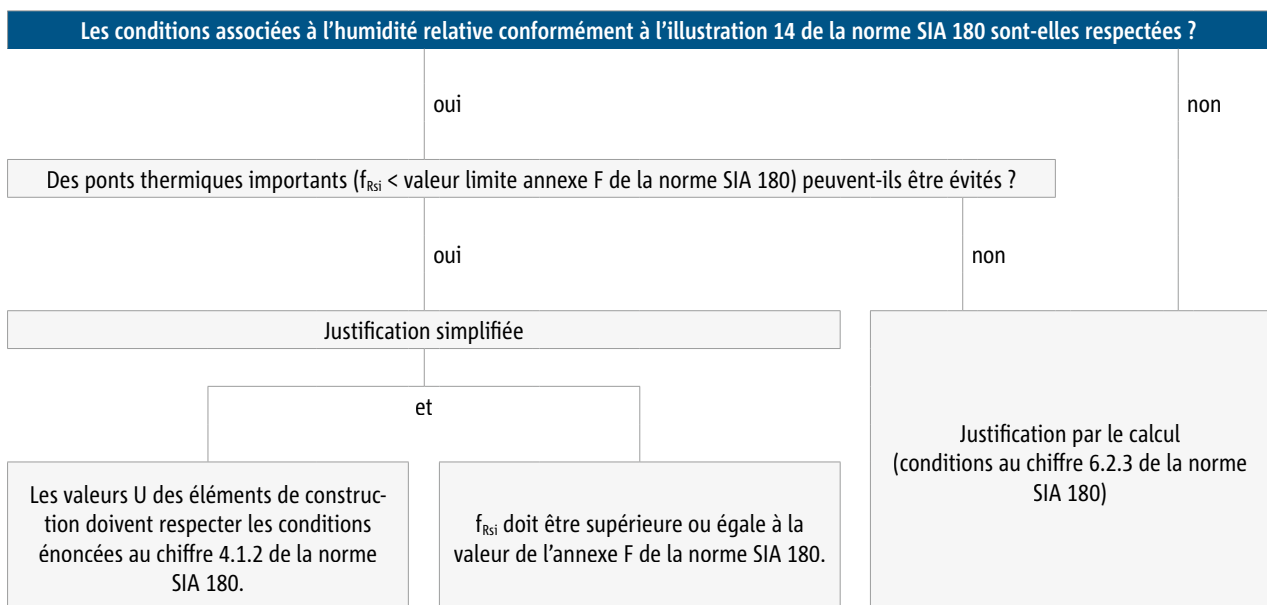 Les conditions associées à l’humidité relative conformément à l’illustration 14 de la norme SIA 180 sont-elles respectées ?
oui
non
Des ponts thermiques importants (fRsi < valeur limite annexe F de la norme SIA 180) peuvent-ils être évités ?
oui
non
Justification simplifiée
et
Les valeurs U des éléments de construc-
tion doivent respecter les conditions
énoncées au chiffre 4.1.2 de la norme
SIA 180.
fRsi doit être supérieure ou égale à la
valeur de l’annexe F de la norme SIA 180.
Justification par le calcul
(conditions au chiffre 6.2.3 de la norme
SIA 180)